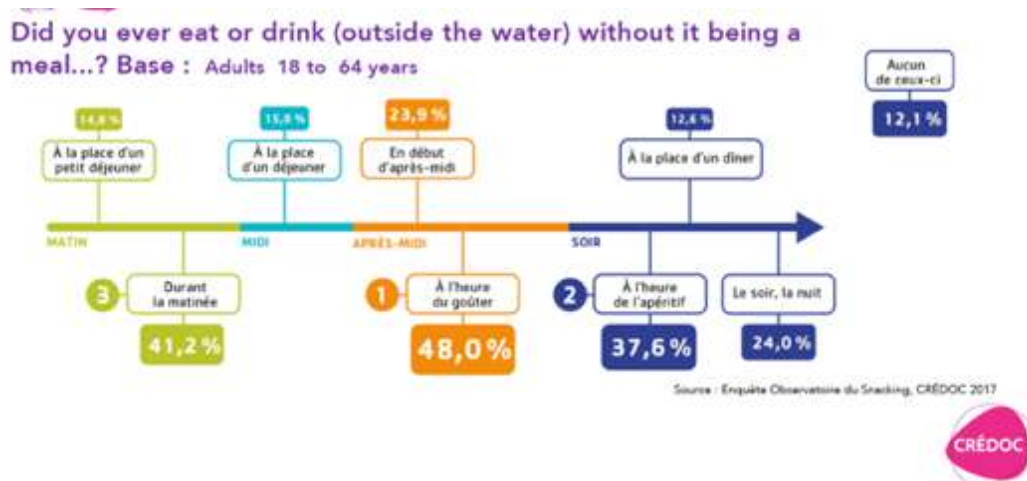 Did you ever eat or drink (outside the water) without it being a
meal...? Base : Adults 18 to 64 years
Aucun
de ceux-ci
12,1 %
23,9 %
12,6 %
À la place d'un
petit déjeuner
À la place
d'un déjeuner
En début
d'après-midi
À la place d'un dîner
MATIN
MIDI
APRÈS-MIDI
SOIR
3
Durant
la matinée
41,2 %
1
À l'heure
du goûter
48,0 %
2
À l'heure
de l'apéritif
37,6 %
Le soir, la nuit
24,0 %
Source : Enquête Observatoire du Snacking, CRÉDOC 2017
CRÉDOC